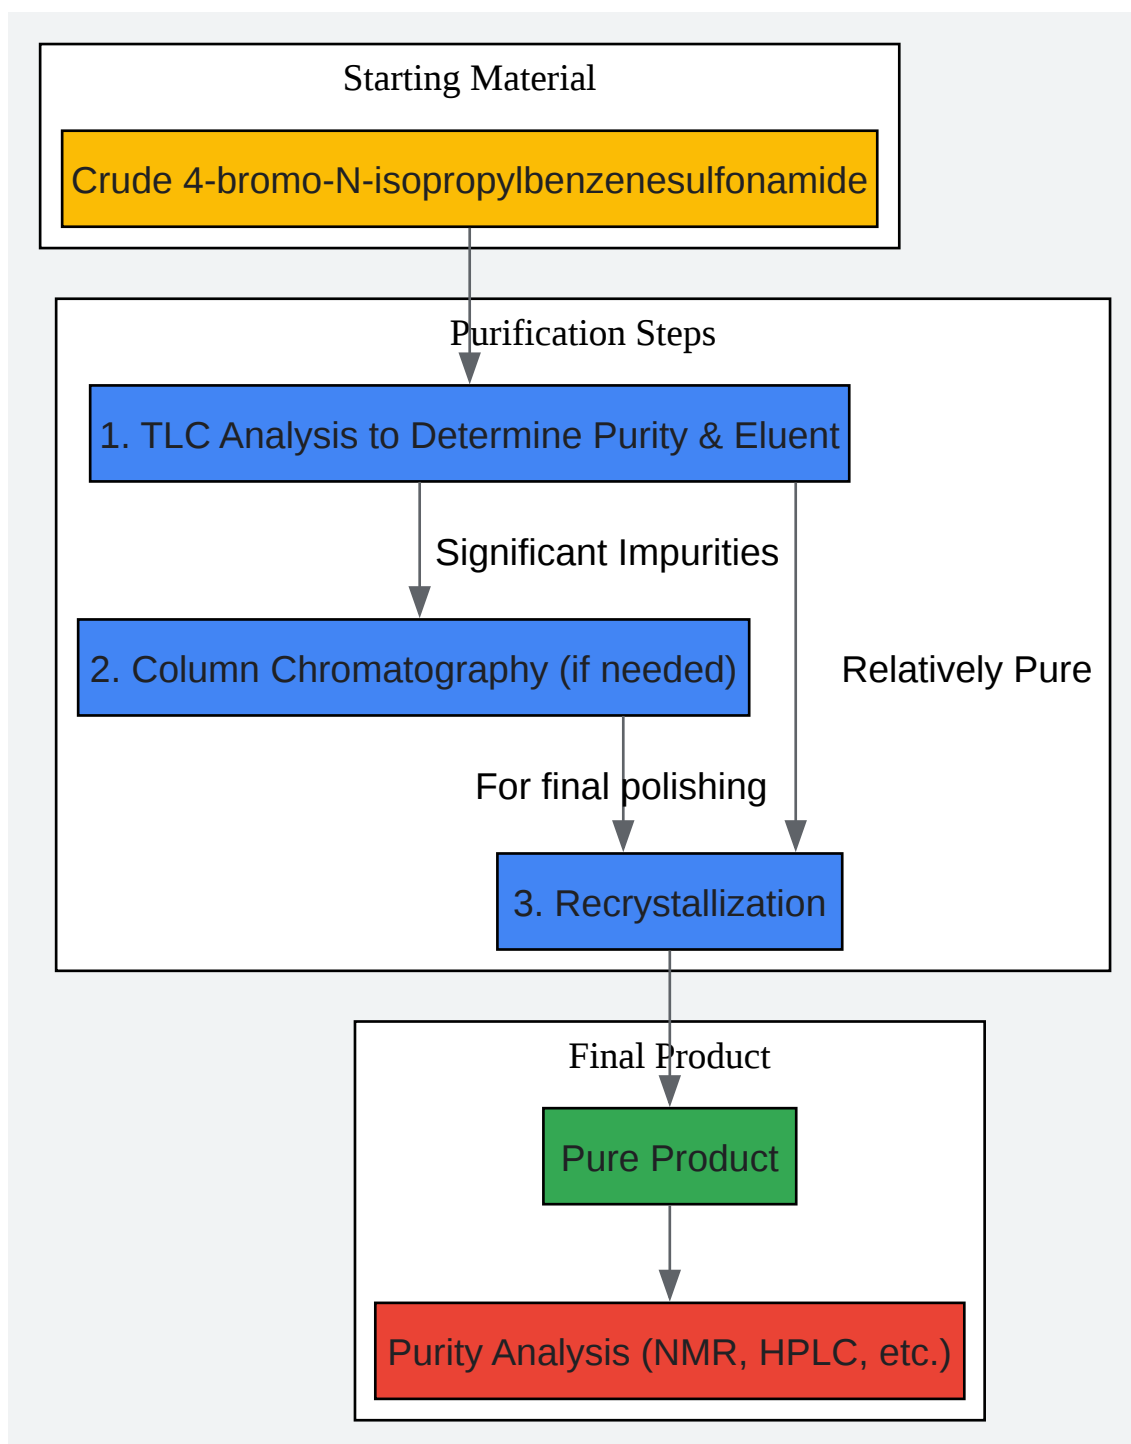 Starting Material
Crude 4-bromo-N-isopropylbenzenesulfonamide
Purification Steps
1. TLC Analysis to Determine Purity & Eluent
Significant Impurities
2. Column Chromatography (if needed)
Relatively Pure
For final polishing
3. Recrystallization
Final Product
Pure Product
Purity Analysis (NMR, HPLC, etc.)